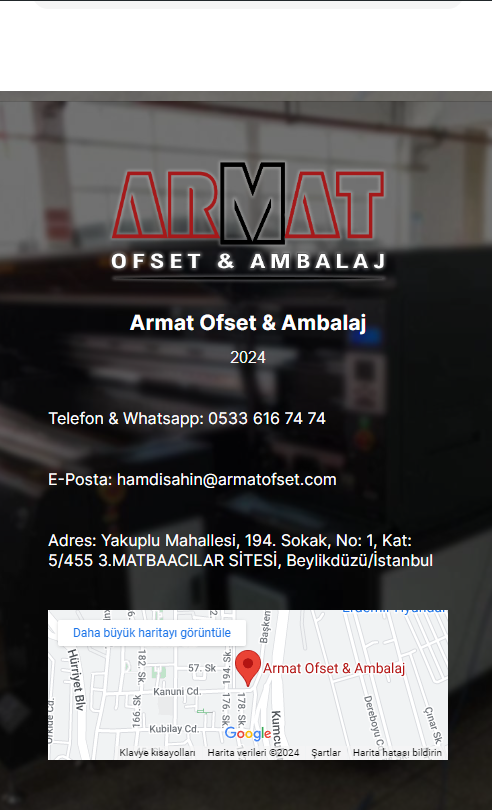 ARMAT
OFSET & AMBALAJ
Armat Ofset & Ambalaj
2024
Telefon & Whatsapp: 0533 616 74 74
E-Posta: hamdisahin@armatofset.com
Adres: Yakuplu Mahallesi, 194. Sokak, No: 1, Kat:
5/455 3.MATBAACILAR SİTESİ, Beylikdüzü/İstanbul
Daha büyük haritayı görüntüle
Hürriyet Blv
182. Sk.
57. Sk
194. Sk.
Armat Ofset & Ambalaj
Kanuni Cd.
166. Sk.
176. Sk.
178. Sk.
Kubilay Cd.
Google
Dereboyu C
Çınar Sk.
Klavye kısayolları
Harita verileri ©2024
Şartlar
Harita hatası bildirin